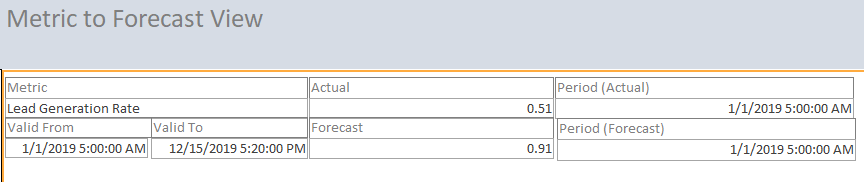 Metric to Forecast View
Metric Actual Period (Actual)
Lead Generation Rate 0.51 1/1/2019 5:00:00 AM
Valid From Valid To Forecast Period (Forecast)
1/1/2019 5:00:00 AM 12/15/2019 5:20:00 PM 0.91 1/1/2019 5:00:00 AM